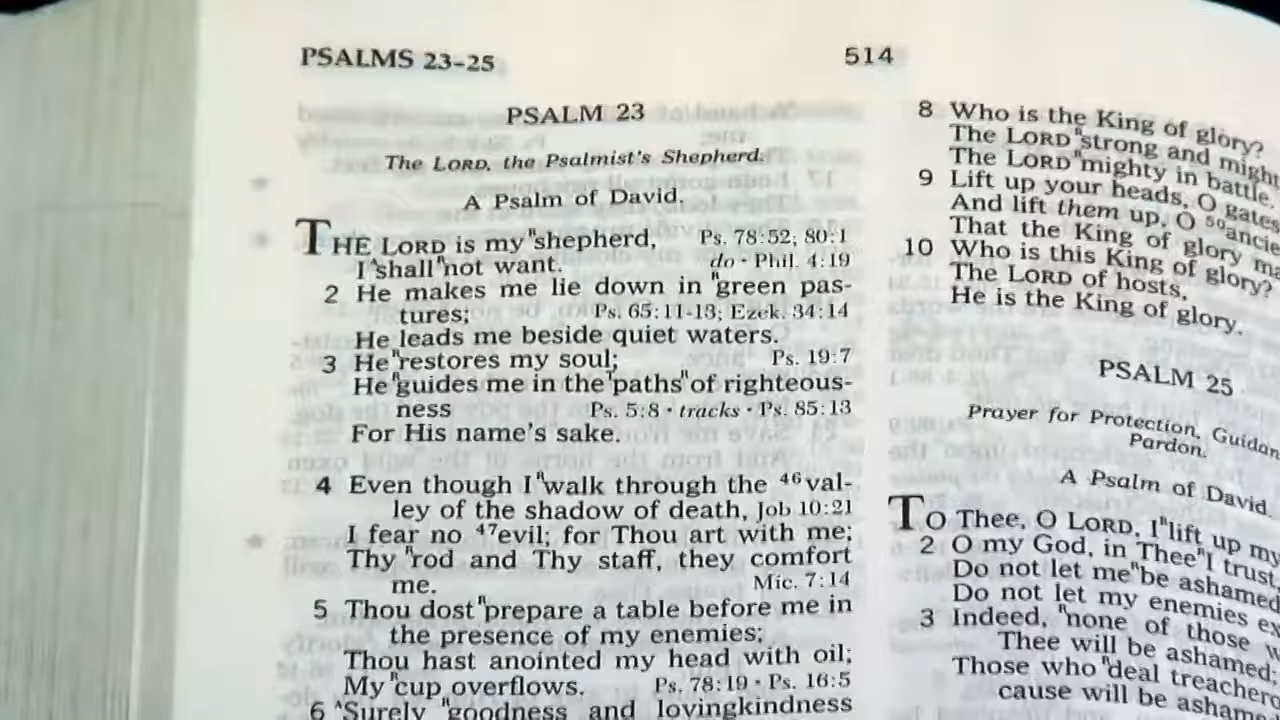 PSALMS 23-25
514
PSALM 23
The LORD, the Psalmist's Shepherd.
A Psalm of David.
THE LORD is my "shepherd, Ps. 78:52; 80:1
I ^shall "not want. do · Phil. 4:19
2 He makes me lie down in "green pas-
tures; Ps. 65:11-13; Ezek. 34:14
He leads me beside quiet waters.
3 He "restores my soul; Ps. 19:7
He "guides me in the 'paths "of righteous-
ness Ps. 5:8 · tracks · Ps. 85:13
For His name's sake.
4 Even though I "walk through the 46val-
ley of the shadow of death, Job 10:21
I fear no 47evil; for Thou art with me;
Thy "rod and Thy staff, they comfort
me. Mic. 7:14
5 Thou dost "prepare a table before me in
the presence of my enemies;
Thou hast anointed my head with oil;
My "cup overflows. Ps. 78:19 · Ps. 16:5
6 ^Surely "goodness and lovingkindness
8 Who is the King of glory?
The LORD "strong and might
The LORD "mighty in battle.
9 Lift up your heads, O gates
And lift them up, O 50ancie
That the King of glory ma
10 Who is this King of glory?
The LORD of hosts,
He is the King of glory.
PSALM 25
Prayer for Protection, Guidan
Pardon.
A Psalm of David.
TO Thee, O LORD, I "lift up my
2 O my God, in Thee "I trust
Do not let me "be ashamed
Do not let my enemies ex
3 Indeed, "none of those w
Thee will be ashamed;
Those who "deal treachero
cause will be ashame